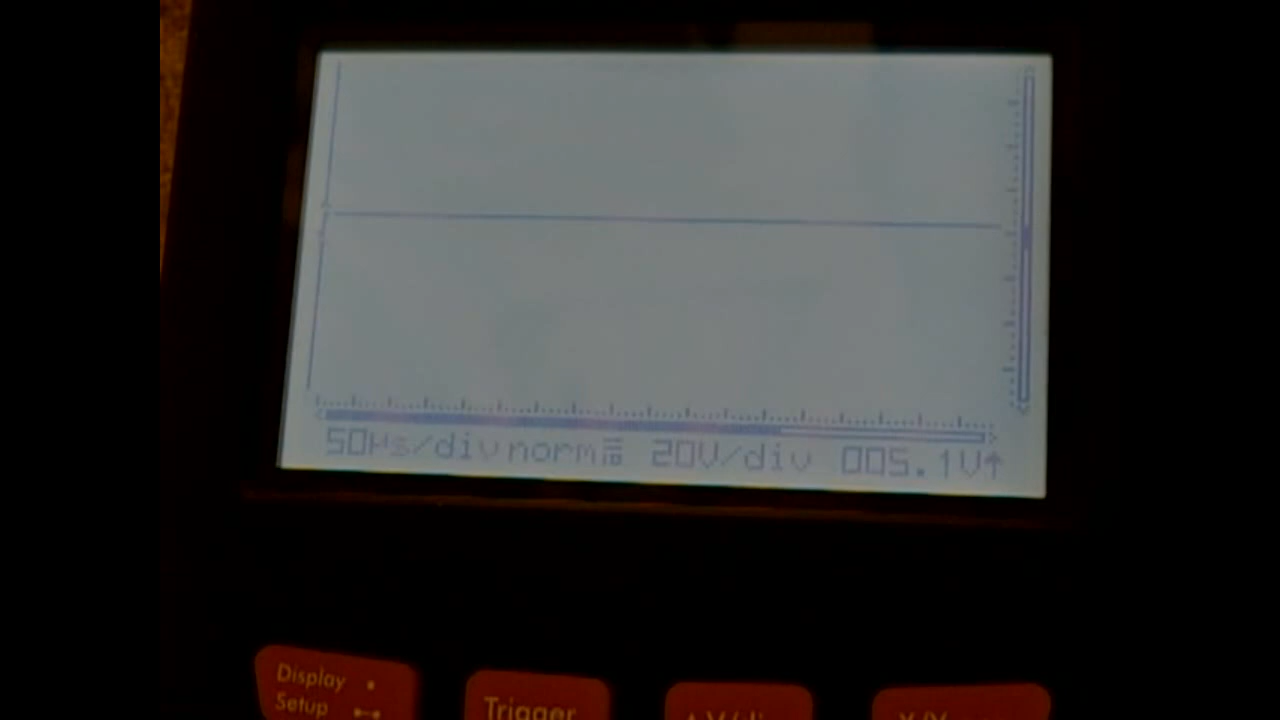 50µs/div norm 20V/div 005.1V↑
Display
Setup
Trigger